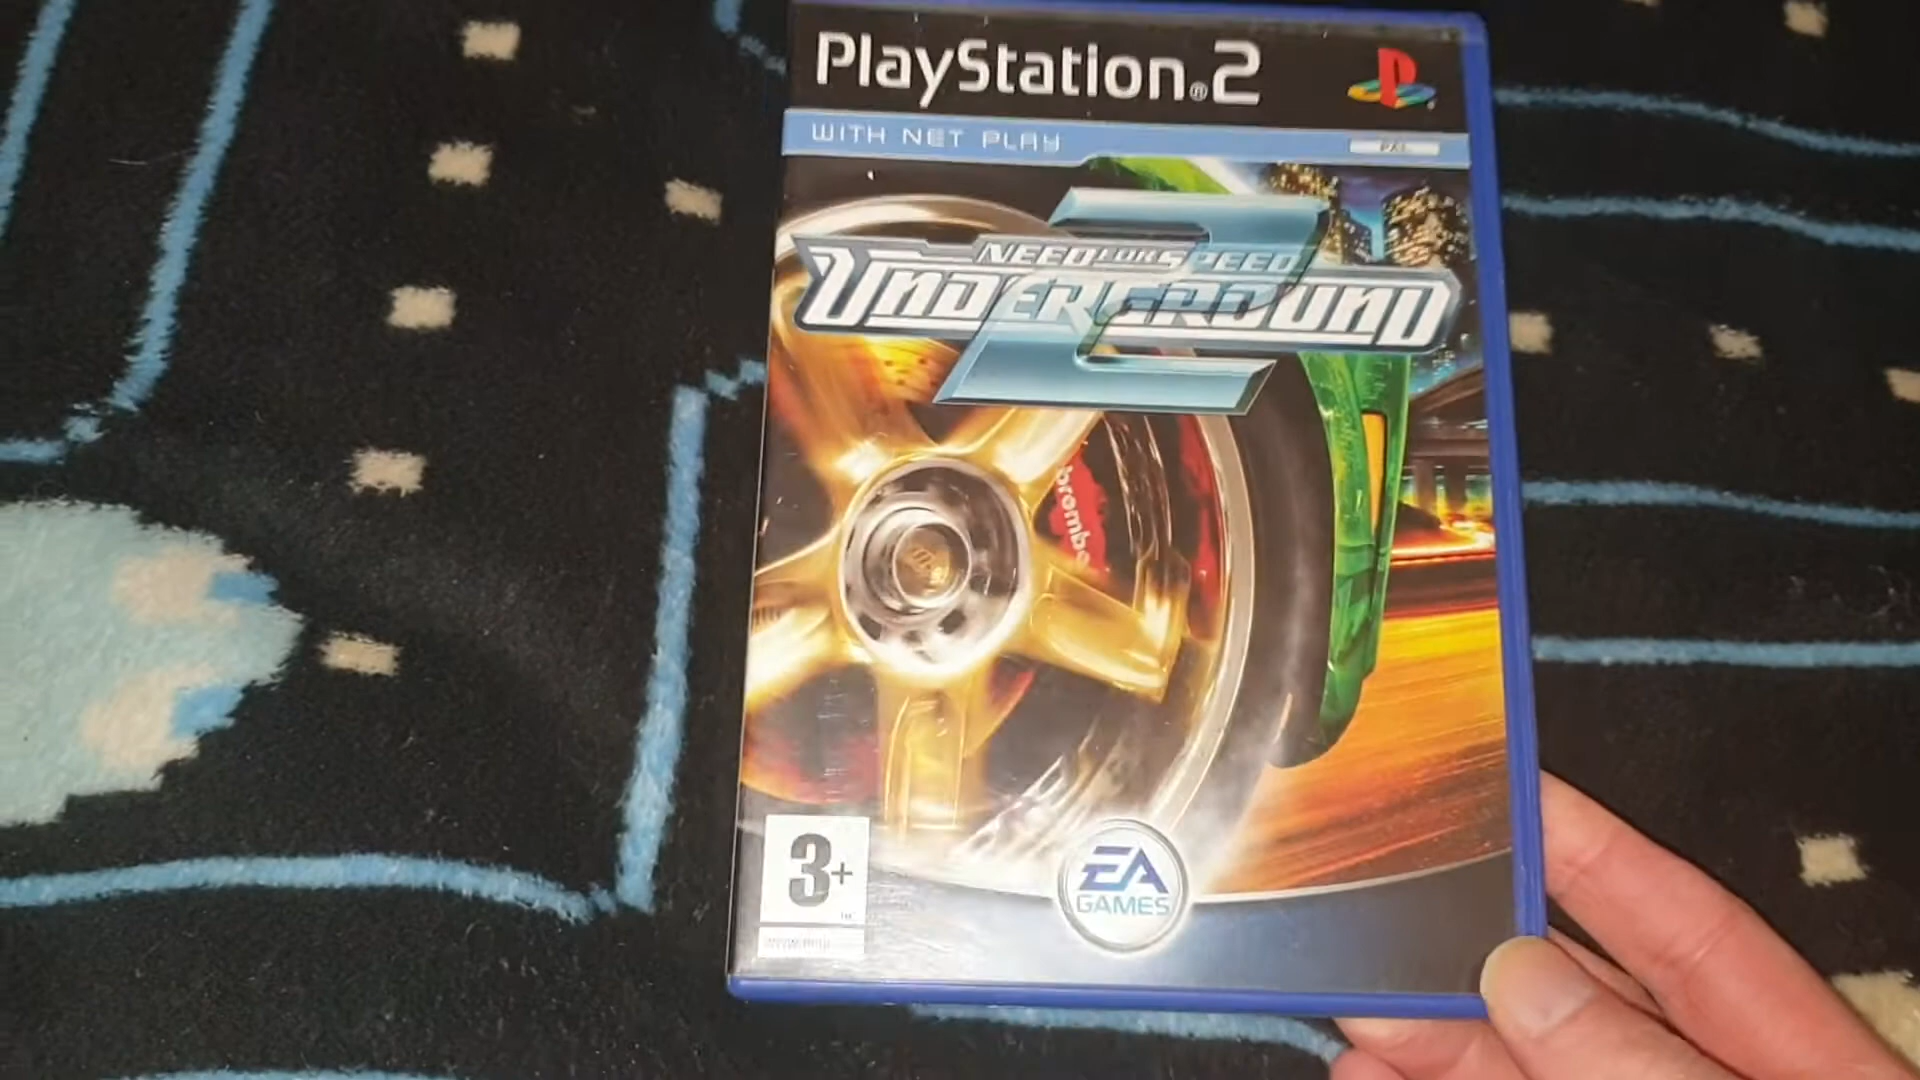 PlayStation®2
WITH NET PLAY
PAL
NEED FOR SPEED
UNDERGROUND
2
brembo
3+
EA
GAMES